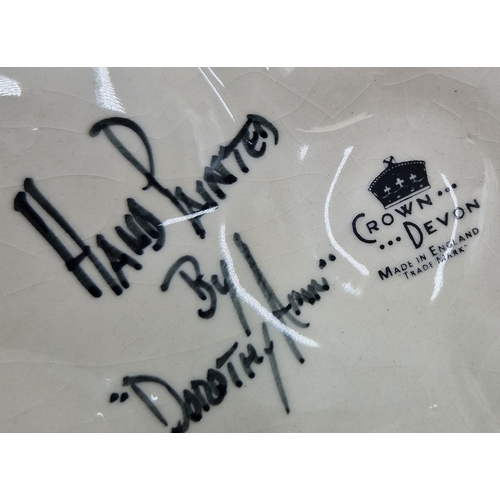 HAND PAINTED
BY
"DOROTHY ANN"
CROWN...
...DEVON
MADE IN ENGLAND
"TRADE MARK"